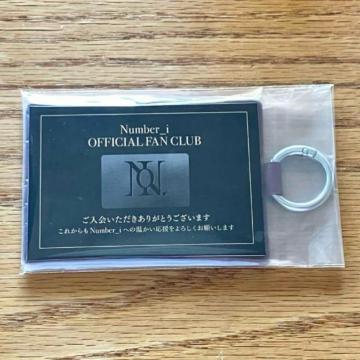 Number_i
OFFICIAL FAN CLUB
ご入会いただきありがとうございます
これからもNumber_iへの温かい応援をよろしくお願いします